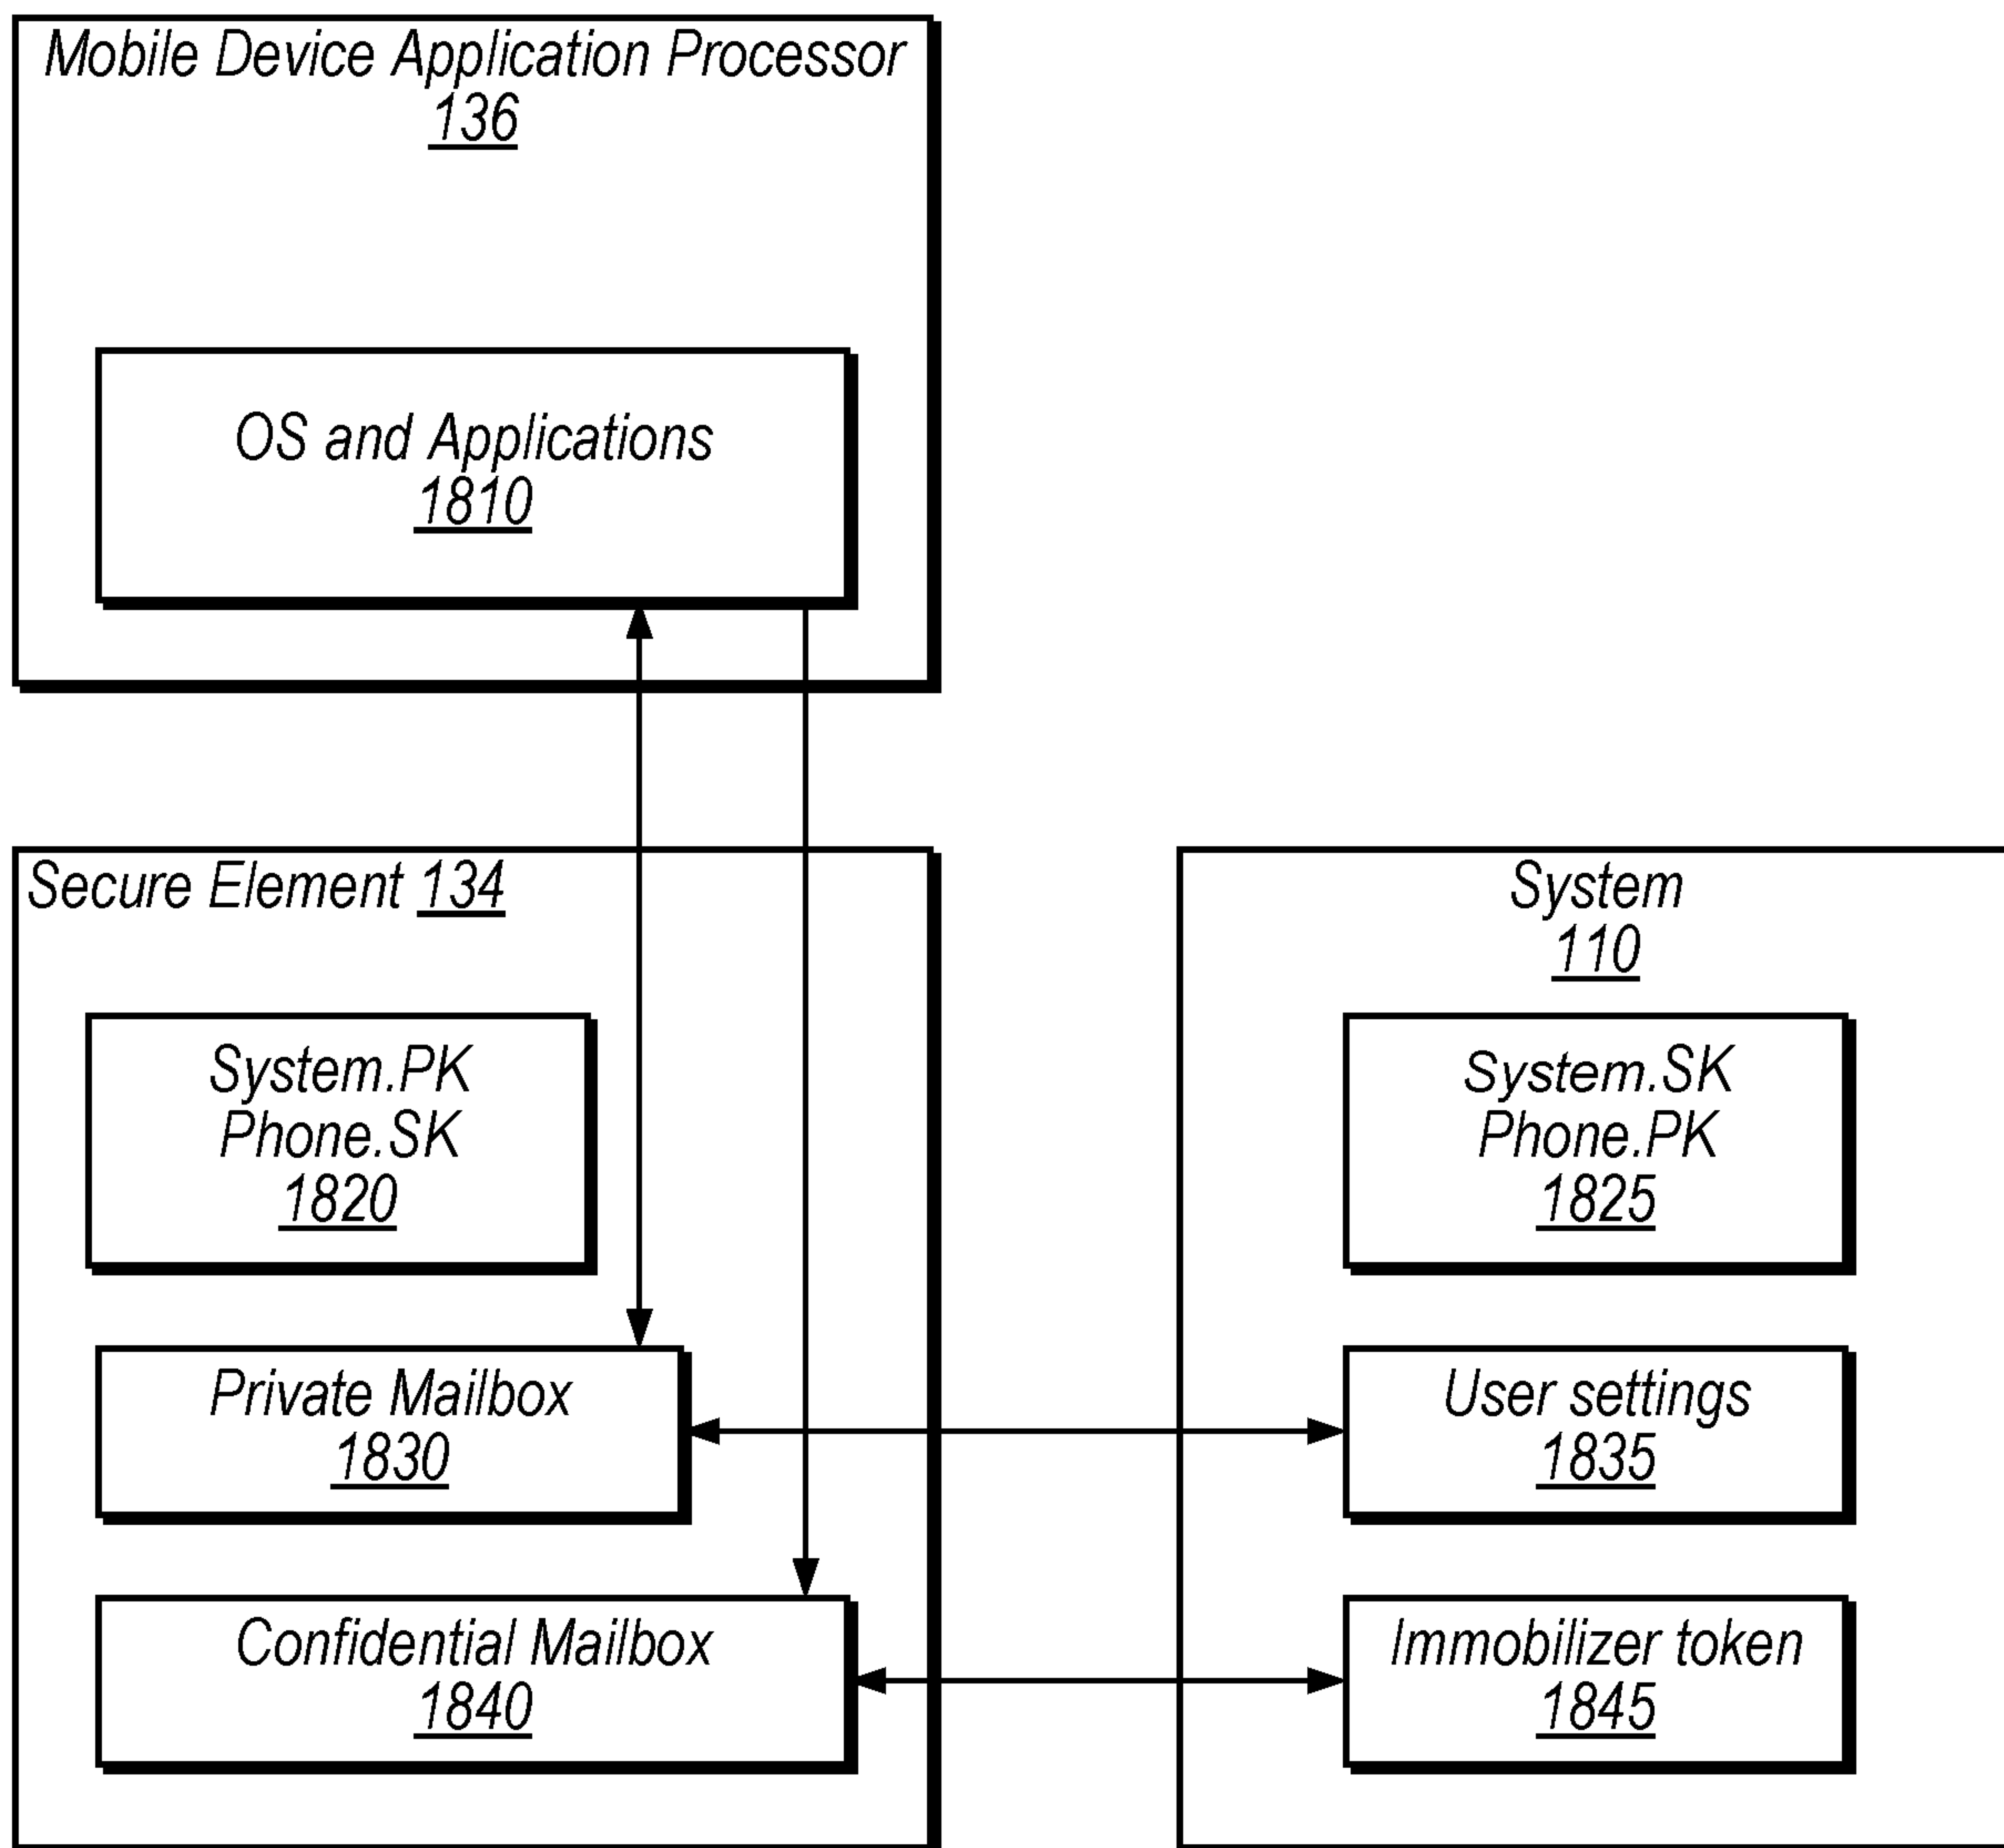 Mobile Device Application Processor
136
OS and Applications
1810
Secure Element 134
System.PK
Phone.SK
1820
Private Mailbox
1830
Confidential Mailbox
1840
System
110
System.SK
Phone.PK
1825
User settings
1835
Immobilizer token
1845